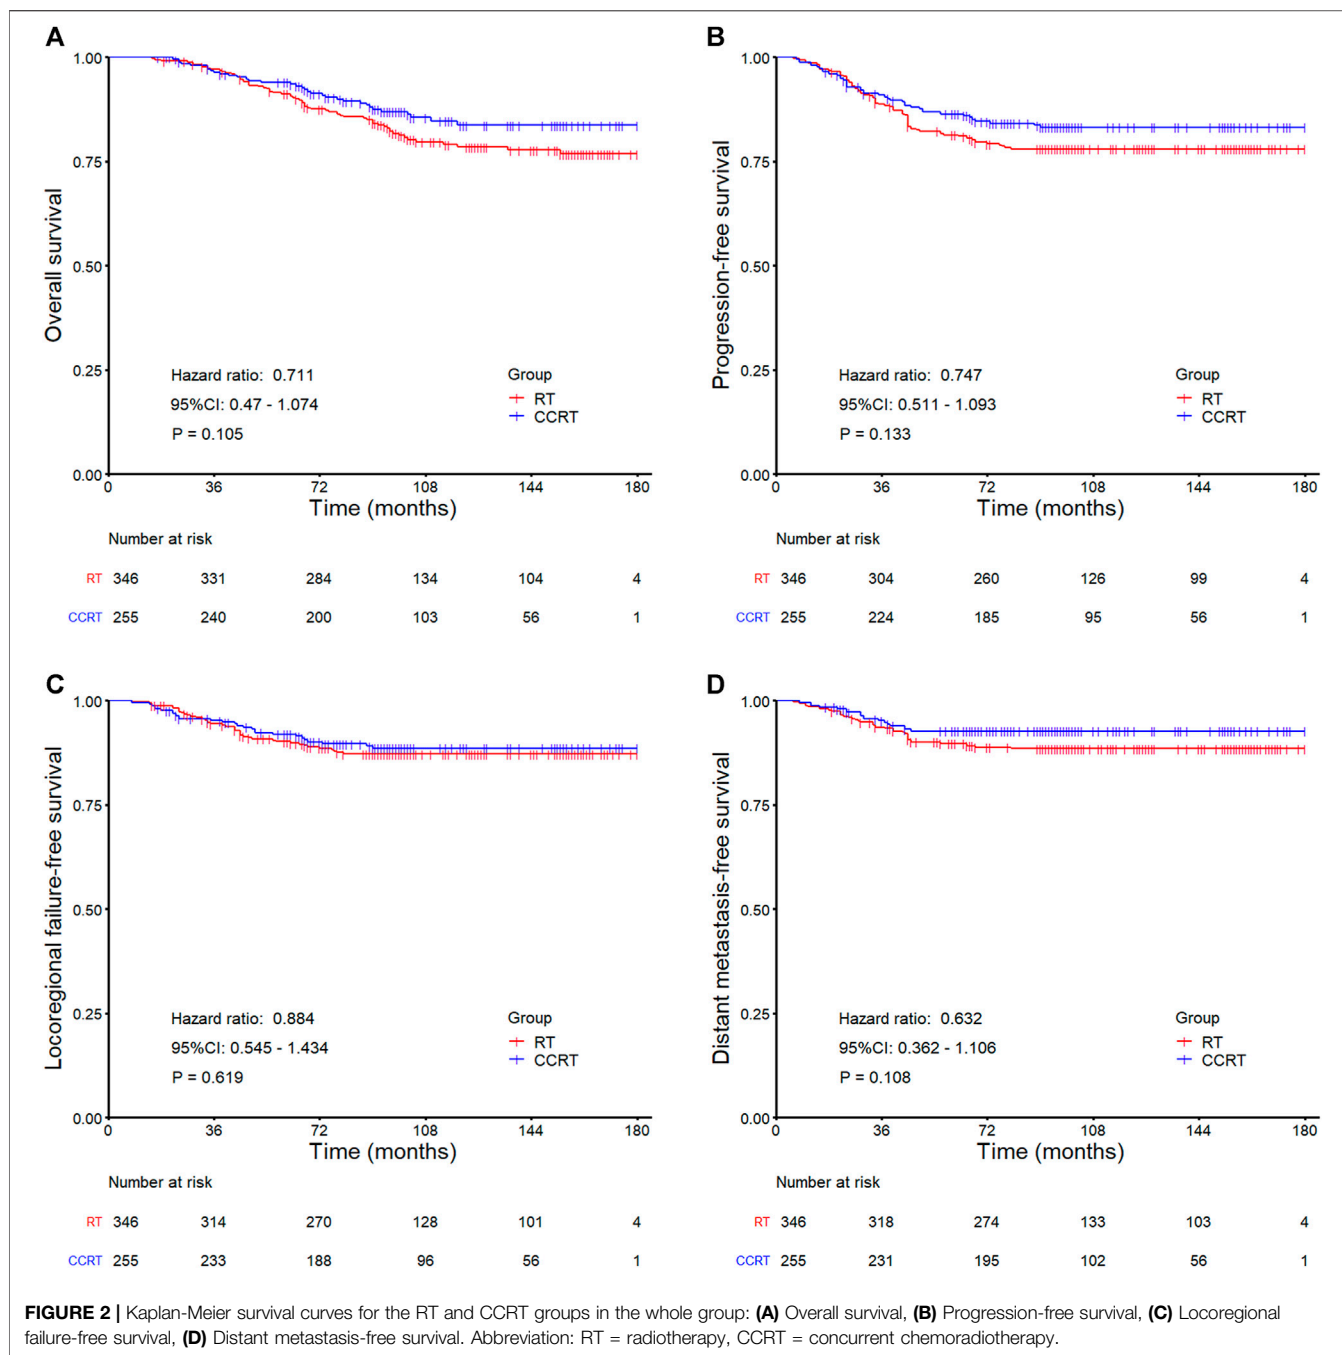 A
1.00
0.75
0.50
0.25
0.00
Overall survival
Hazard ratio: 0.711
95%CI: 0.47 - 1.074
P = 0.105
Group
RT
CCRT
0 36 72 108 144 180
Time (months)
Number at risk
RT 346 331 284 134 104 4
CCRT 255 240 200 103 56 1
B
1.00
0.75
0.50
0.25
0.00
Progression-free survival
Hazard ratio: 0.747
95%CI: 0.511 - 1.093
P = 0.133
Group
RT
CCRT
0 36 72 108 144 180
Time (months)
Number at risk
RT 346 304 260 126 99 4
CCRT 255 224 185 95 56 1
C
1.00
0.75
0.50
0.25
0.00
Locoregional failure-free survival
Hazard ratio: 0.884
95%CI: 0.545 - 1.434
P = 0.619
Group
RT
CCRT
0 36 72 108 144 180
Time (months)
Number at risk
RT 346 314 270 128 101 4
CCRT 255 233 188 96 56 1
D
1.00
0.75
0.50
0.25
0.00
Distant metastasis-free survival
Hazard ratio: 0.632
95%CI: 0.362 - 1.106
P = 0.108
Group
RT
CCRT
0 36 72 108 144 180
Time (months)
Number at risk
RT 346 318 274 133 103 4
CCRT 255 231 195 102 56 1
FIGURE 2 | Kaplan-Meier survival curves for the RT and CCRT groups in the whole group: (A) Overall survival, (B) Progression-free survival, (C) Locoregional
failure-free survival, (D) Distant metastasis-free survival. Abbreviation: RT = radiotherapy, CCRT = concurrent chemoradiotherapy.